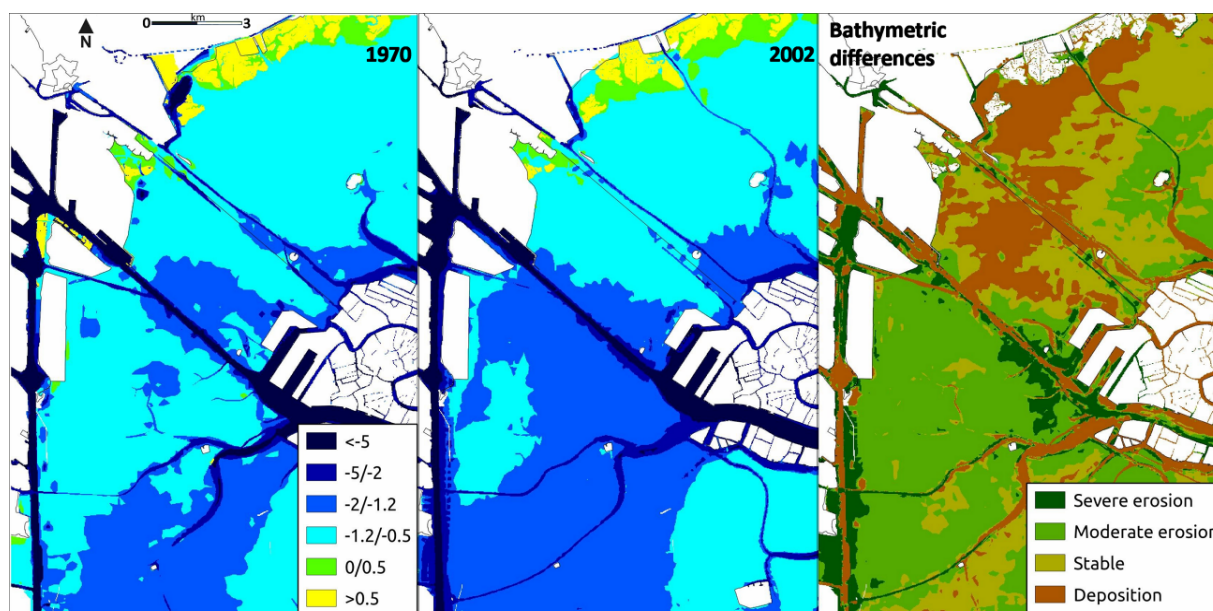 km
0 3
N
1970
2002
Bathymetric
differences
<-5
-5/-2
-2/-1.2
-1.2/-0.5
0/0.5
>0.5
Severe erosion
Moderate erosion
Stable
Deposition